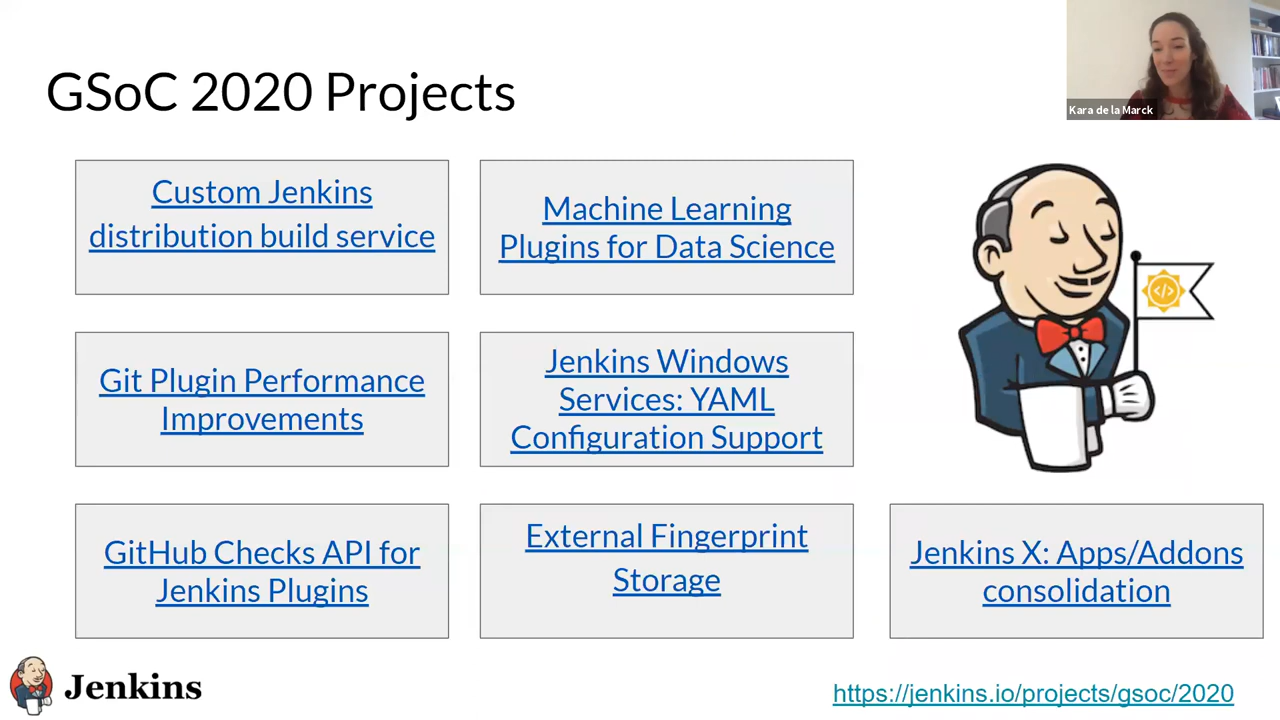 GSoC 2020 Projects
Kara de la Marck
Custom Jenkins
distribution build service
Machine Learning
Plugins for Data Science
Git Plugin Performance
Improvements
Jenkins Windows
Services: YAML
Configuration Support
GitHub Checks API for
Jenkins Plugins
External Fingerprint
Storage
Jenkins X: Apps/Addons
consolidation
</>
Jenkins
https://jenkins.io/projects/gsoc/2020